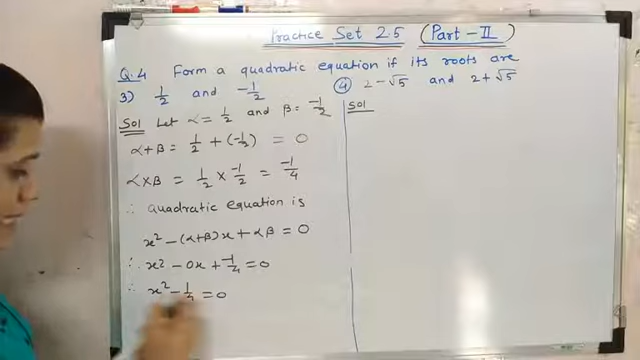 Practice Set 2.5 (Part-II)
Q.4 Form a quadratic equation if its roots are
3) 1/2 and -1/2
Sol Let α = 1/2 and β = -1/2
α+β = 1/2 + (-1/2) = 0
α×β = 1/2 × -1/2 = -1/4
∴ quadratic equation is
x² - (α+β)x + αβ = 0
∴ x² - 0x + -1/4 = 0
∴ x² - 1/4 = 0
④ 2-√5 and 2+√5
Sol